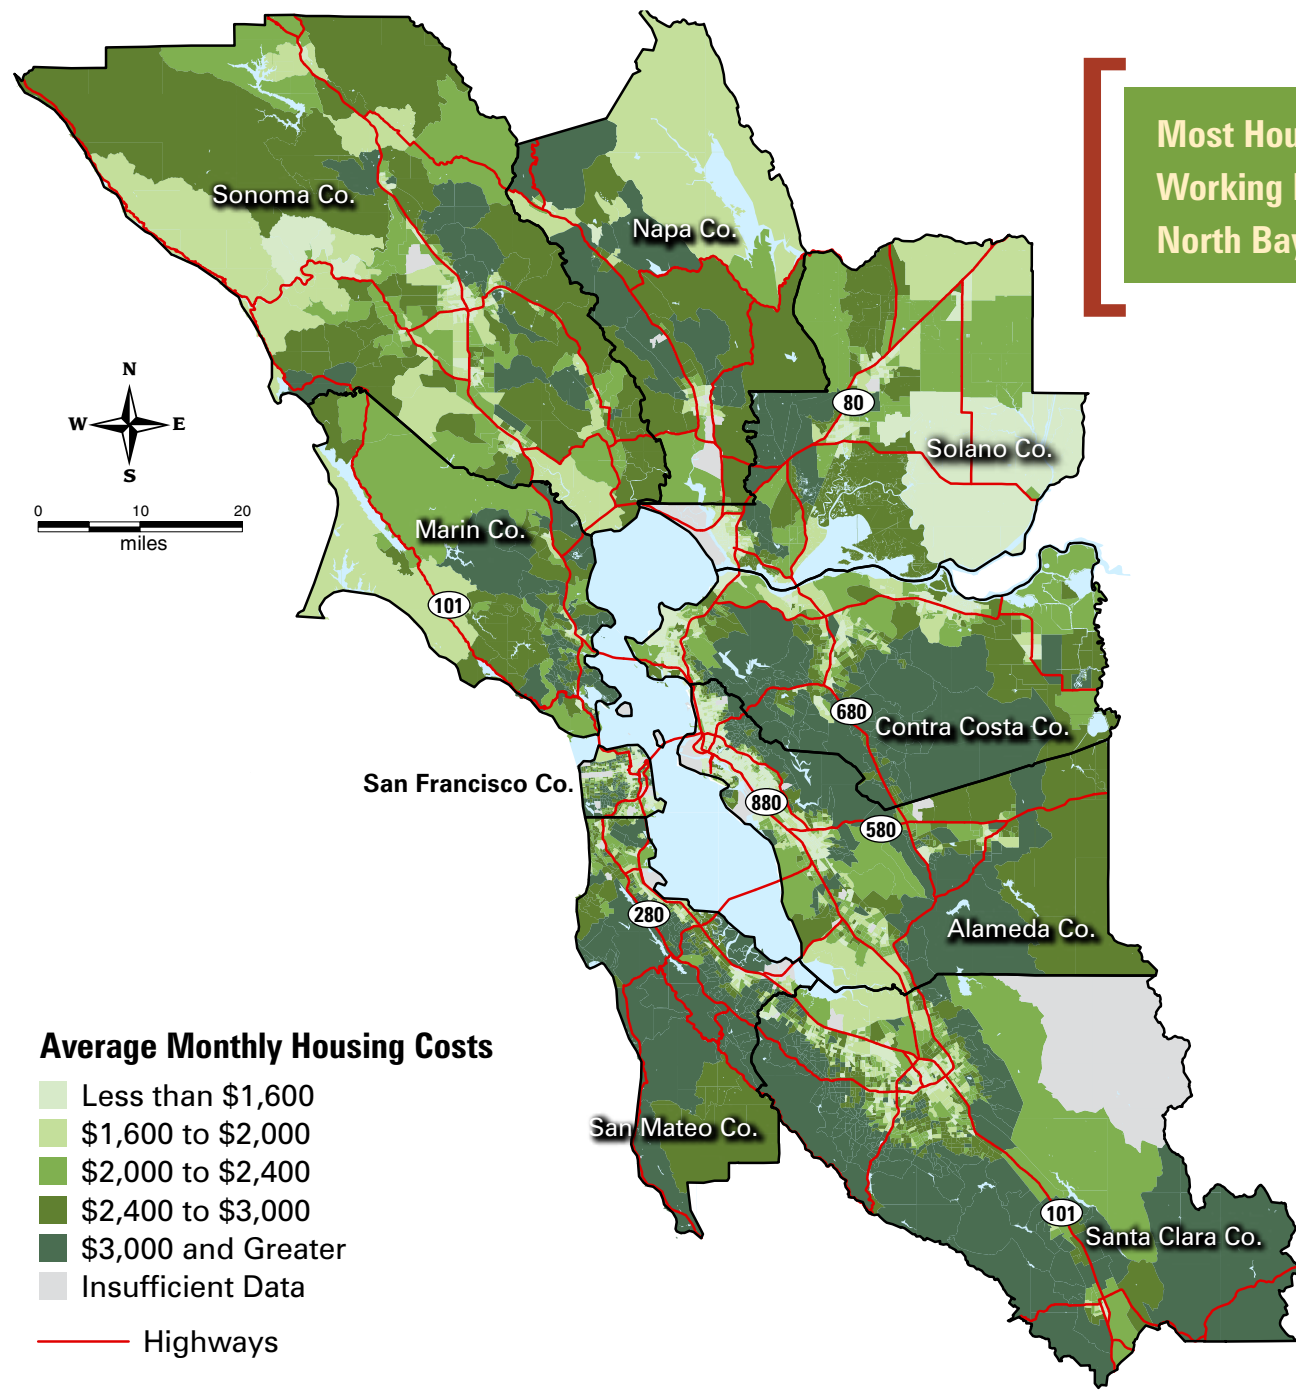 Most Hou
Working
North Bay
Sonoma Co.
Napa Co.
N
W E
S
80
Solano Co.
0 10 20
miles
Marin Co.
101
680
Contra Costa Co.
San Francisco Co.
880
580
280
Alameda Co.
Average Monthly Housing Costs
Less than $1,600
$1,600 to $2,000
$2,000 to $2,400
$2,400 to $3,000
$3,000 and Greater
Insufficient Data
Highways
San Mateo Co.
101
Santa Clara Co.